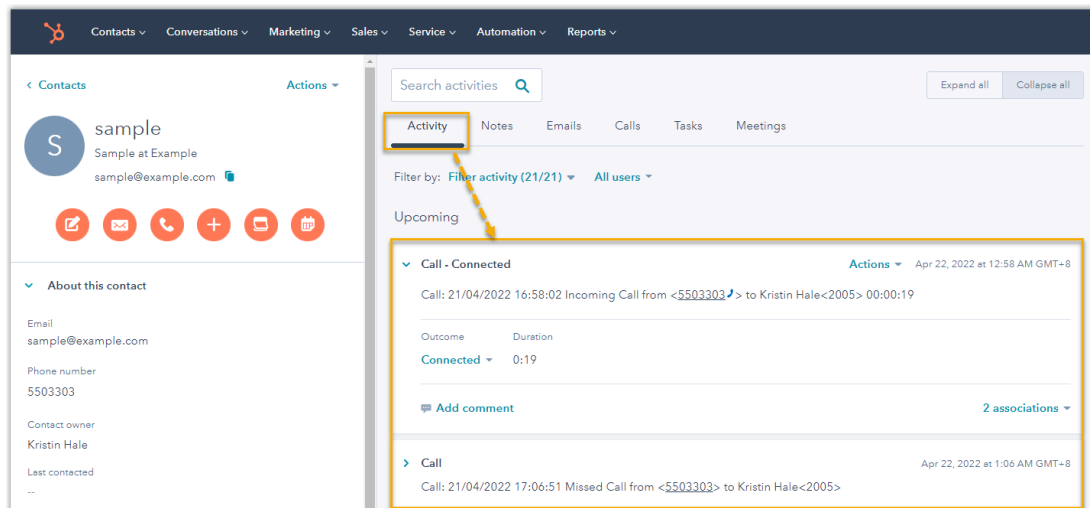 Contacts Conversations Marketing Sales Service Automation Reports
Contacts Actions
S
sample
Sample at Example
sample@example.com
About this contact
Email
sample@example.com
Phone number
5503303
Contact owner
Kristin Hale
Last contacted
--
Search activities
Expand all Collapse all
Activity Notes Emails Calls Tasks Meetings
Filter by: Filter activity (21/21) All users
Upcoming
Call - Connected Actions Apr 22, 2022 at 12:58 AM GMT+8
Call: 21/04/2022 16:58:02 Incoming Call from <5503303 > to Kristin Hale<2005> 00:00:19
Outcome Duration
Connected 0:19
Add comment 2 associations
Call Apr 22, 2022 at 1:06 AM GMT+8
Call: 21/04/2022 17:06:51 Missed Call from <5503303> to Kristin Hale<2005>